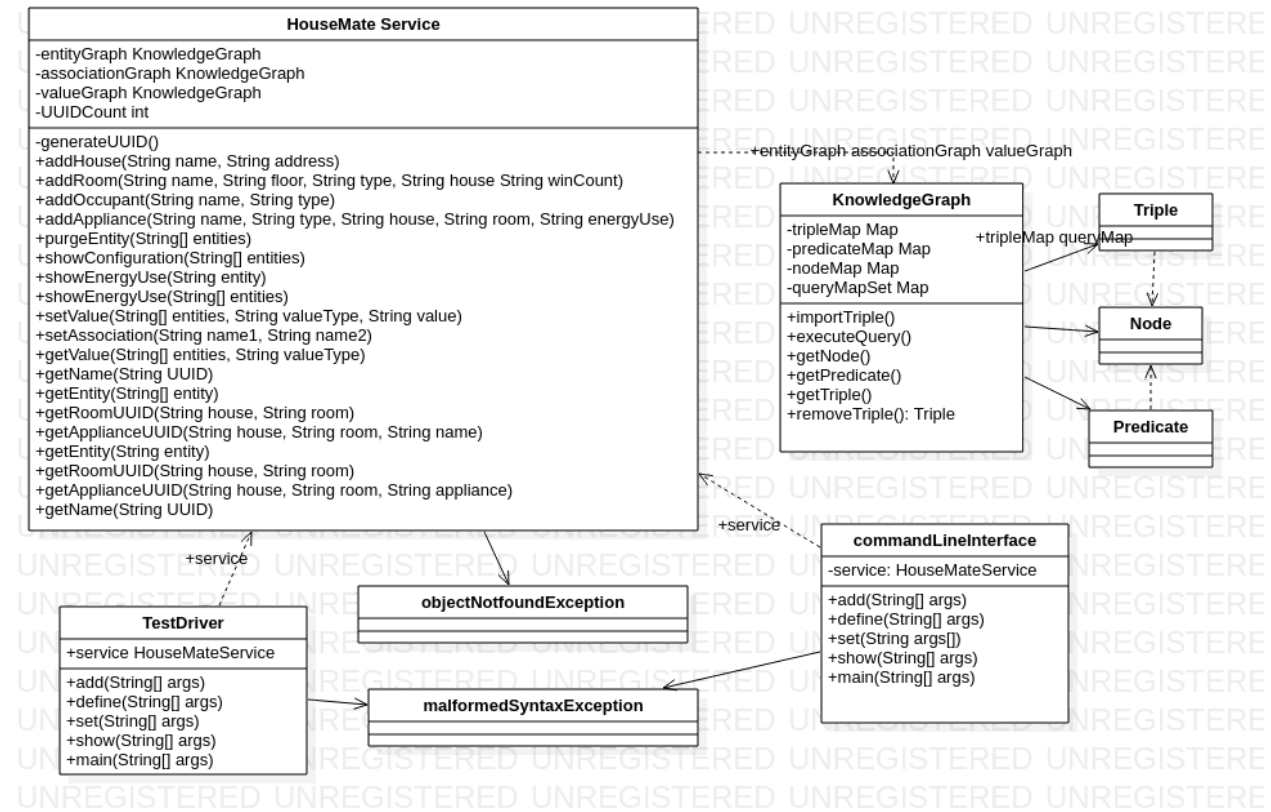 HouseMate Service
-entityGraph KnowledgeGraph
-associationGraph KnowledgeGraph
-valueGraph KnowledgeGraph
-UUIDCount int
-generateUUID()
+addHouse(String name, String address)
+addRoom(String name, String floor, String type, String house String winCount)
+addOccupant(String name, String type)
+addAppliance(String name, String type, String house, String room, String energyUse)
+purgeEntity(String[] entities)
+showConfiguration(String[] entities)
+showEnergyUse(String entity)
+showEnergyUse(String[] entities)
+setValue(String[] entities, String valueType, String value)
+setAssociation(String name1, String name2)
+getValue(String[] entities, String valueType)
+getName(String UUID)
+getEntity(String[] entity)
+getRoomUUID(String house, String room)
+getApplianceUUID(String house, String room, String name)
+getEntity(String entity)
+getRoomUUID(String house, String room)
+getApplianceUUID(String house, String room, String appliance)
+getName(String UUID)
+entityGraph associationGraph valueGraph
KnowledgeGraph
-tripleMap Map
-predicateMap Map
-nodeMap Map
-queryMapSet Map
+importTriple()
+executeQuery()
+getNode()
+getPredicate()
+getTriple()
+removeTriple(): Triple
+tripleMap queryMap
Triple
Node
Predicate
+service
+service
TestDriver
+service HouseMateService
+add(String[] args)
+define(String[] args)
+set(String[] args)
+show(String[] args)
+main(String[] args)
objectNotfoundException
malformedSyntaxException
commandLineInterface
-service: HouseMateService
+add(String[] args)
+define(String[] args)
+set(String args[])
+show(String[] args)
+main(String[] args)
UNREGISTERED UNREGISTERED